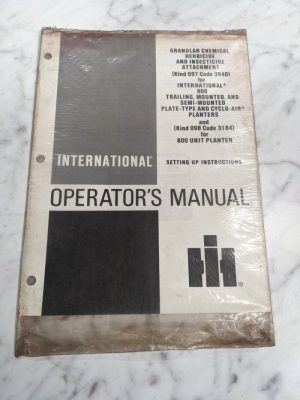 GRANULAR CHEMICAL
HERBICIDE
AND INSECTICIDE
ATTACHMENT
(Kind 097 Code 3040)
for
INTERNATIONAL®
800
TRAILING, MOUNTED, AND
SEMI-MOUNTED
PLATE-TYPE AND CYCLO-AIR®
PLANTERS
and
(Kind 098 Code 3184)
for
800 UNIT PLANTER
INTERNATIONAL®
SETTING UP INSTRUCTIONS
OPERATOR'S MANUAL
IH®